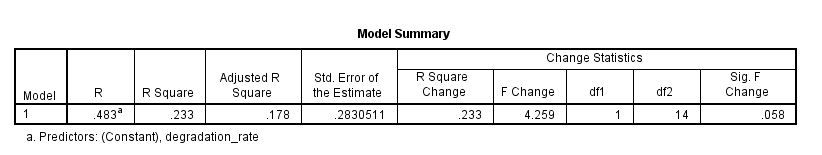 Model Summary
Change Statistics
Model R R Square Adjusted R Square Std. Error of the Estimate R Square Change F Change df1 df2 Sig. F Change
1 .483a .233 .178 .2830511 .233 4.259 1 14 .058
a. Predictors: (Constant), degradation_rate